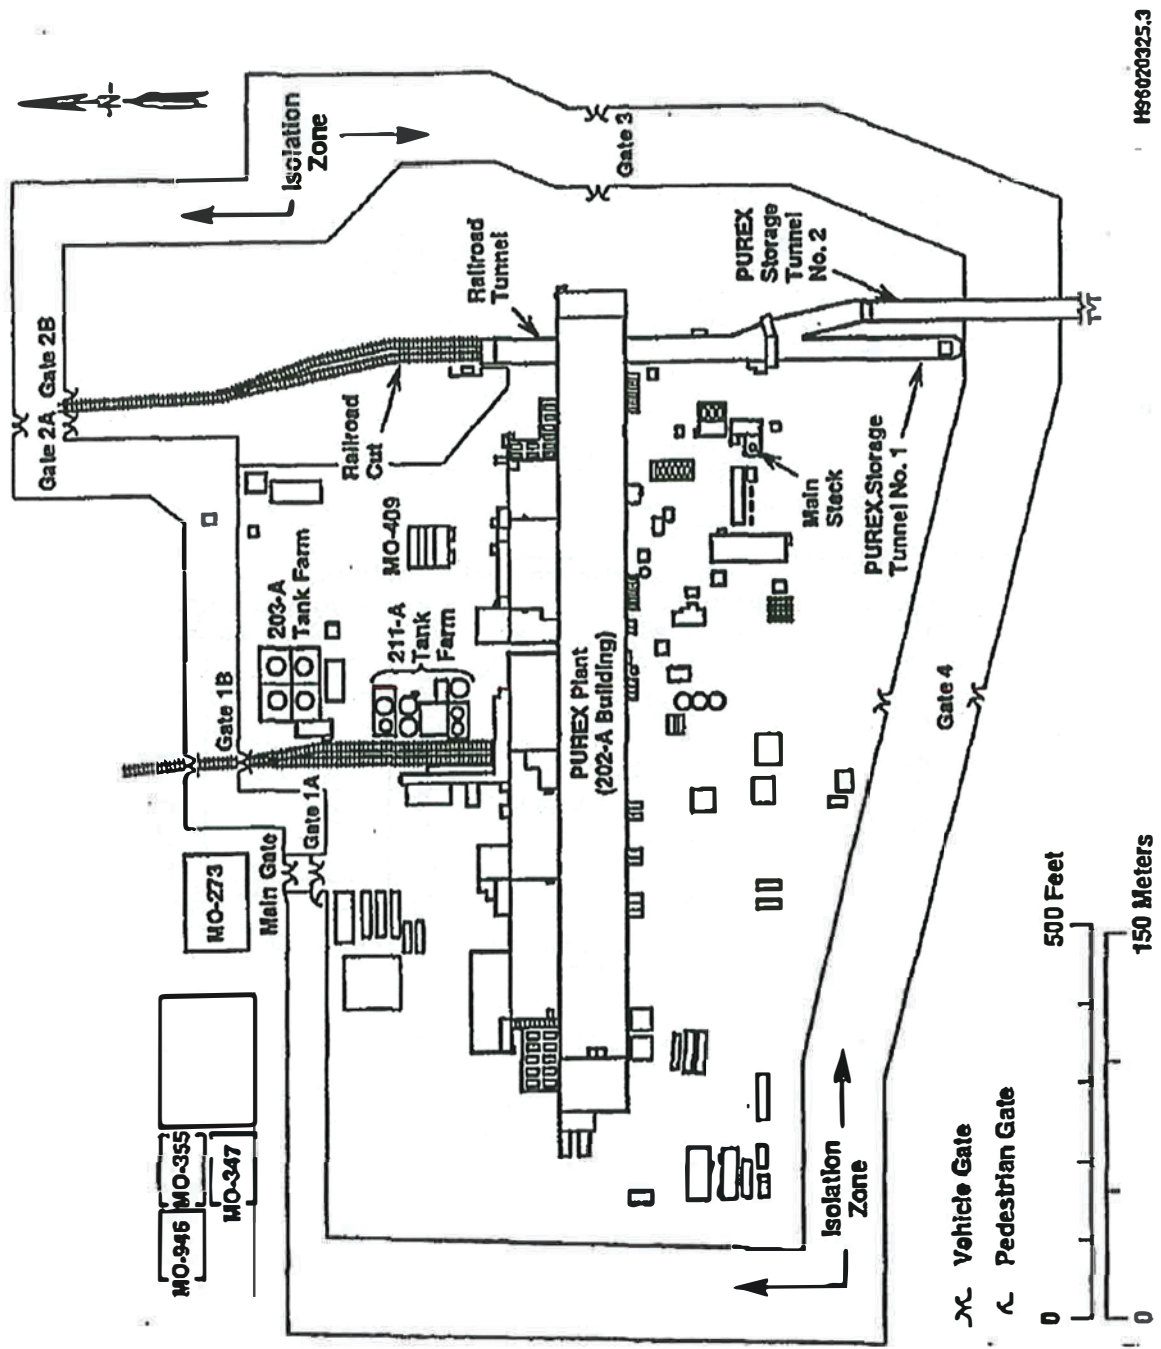 MO-946
MO-355
MO-347
MO-273
Main Gate
Gate 1A
Gate 1B
Gate 2A
Gate 2B
203-A
Tank Farm
211-A
Tank
Farm
MO-409
Railroad
Cut
Railroad
Tunnel
Isolation
Zone
Gate 3
N
PUREX Plant
(202-A Building)
PUREX
Storage
Tunnel
No. 2
Main
Stack
PUREX Storage
Tunnel No. 1
Gate 4
Isolation
Zone
Vehicle Gate
Pedestrian Gate
0
500 Feet
0
150 Meters
H96020325.3